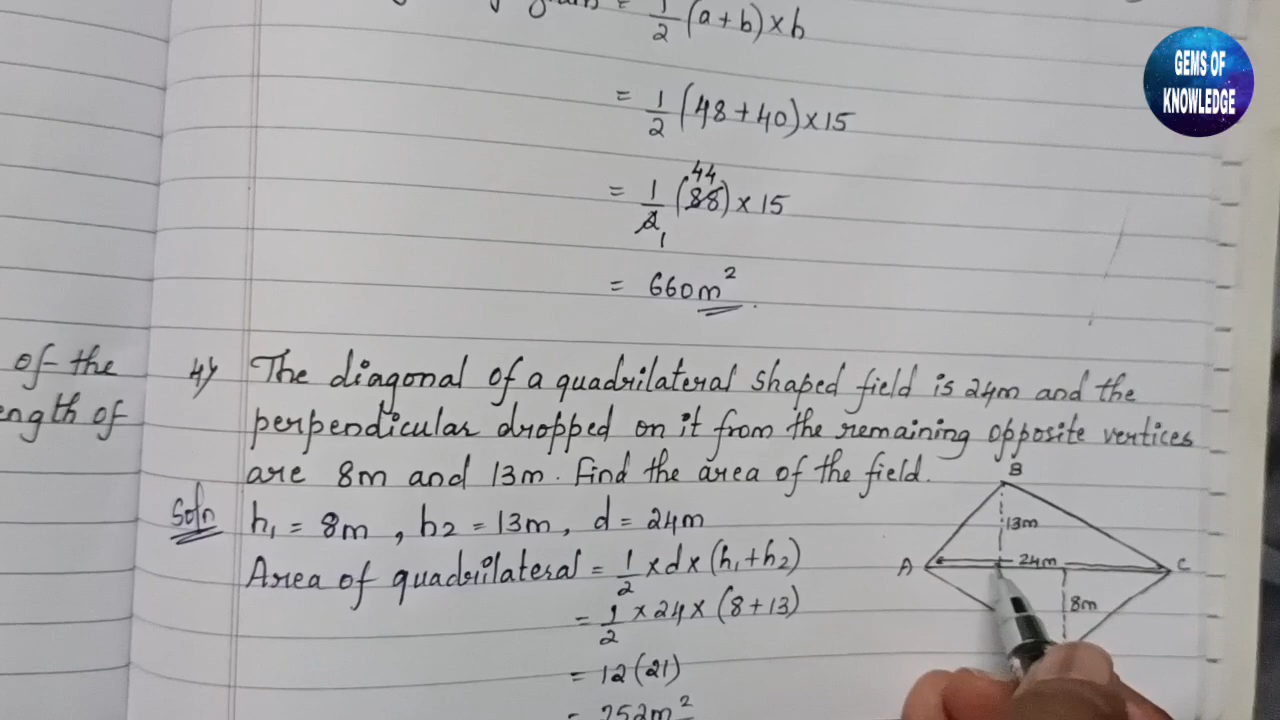 = 1/2 (a+b)×h
= 1/2 (48+40)×15
44
= 1/2 (88)×15
1
= 660m²
GEMS OF
KNOWLEDGE
of the
ength of
4) The diagonal of a quadrilateral shaped field is 24m and the
perpendicular dropped on it from the remaining opposite vertices
are 8m and 13m. Find the area of the field.
Soln h₁ = 8m, h₂ = 13m, d = 24m
Area of quadrilateral = 1/2 × d × (h₁+h₂)
= 1/2 × 24 × (8+13)
= 12(21)
= 252m²
B
13m
A 24m C
8m